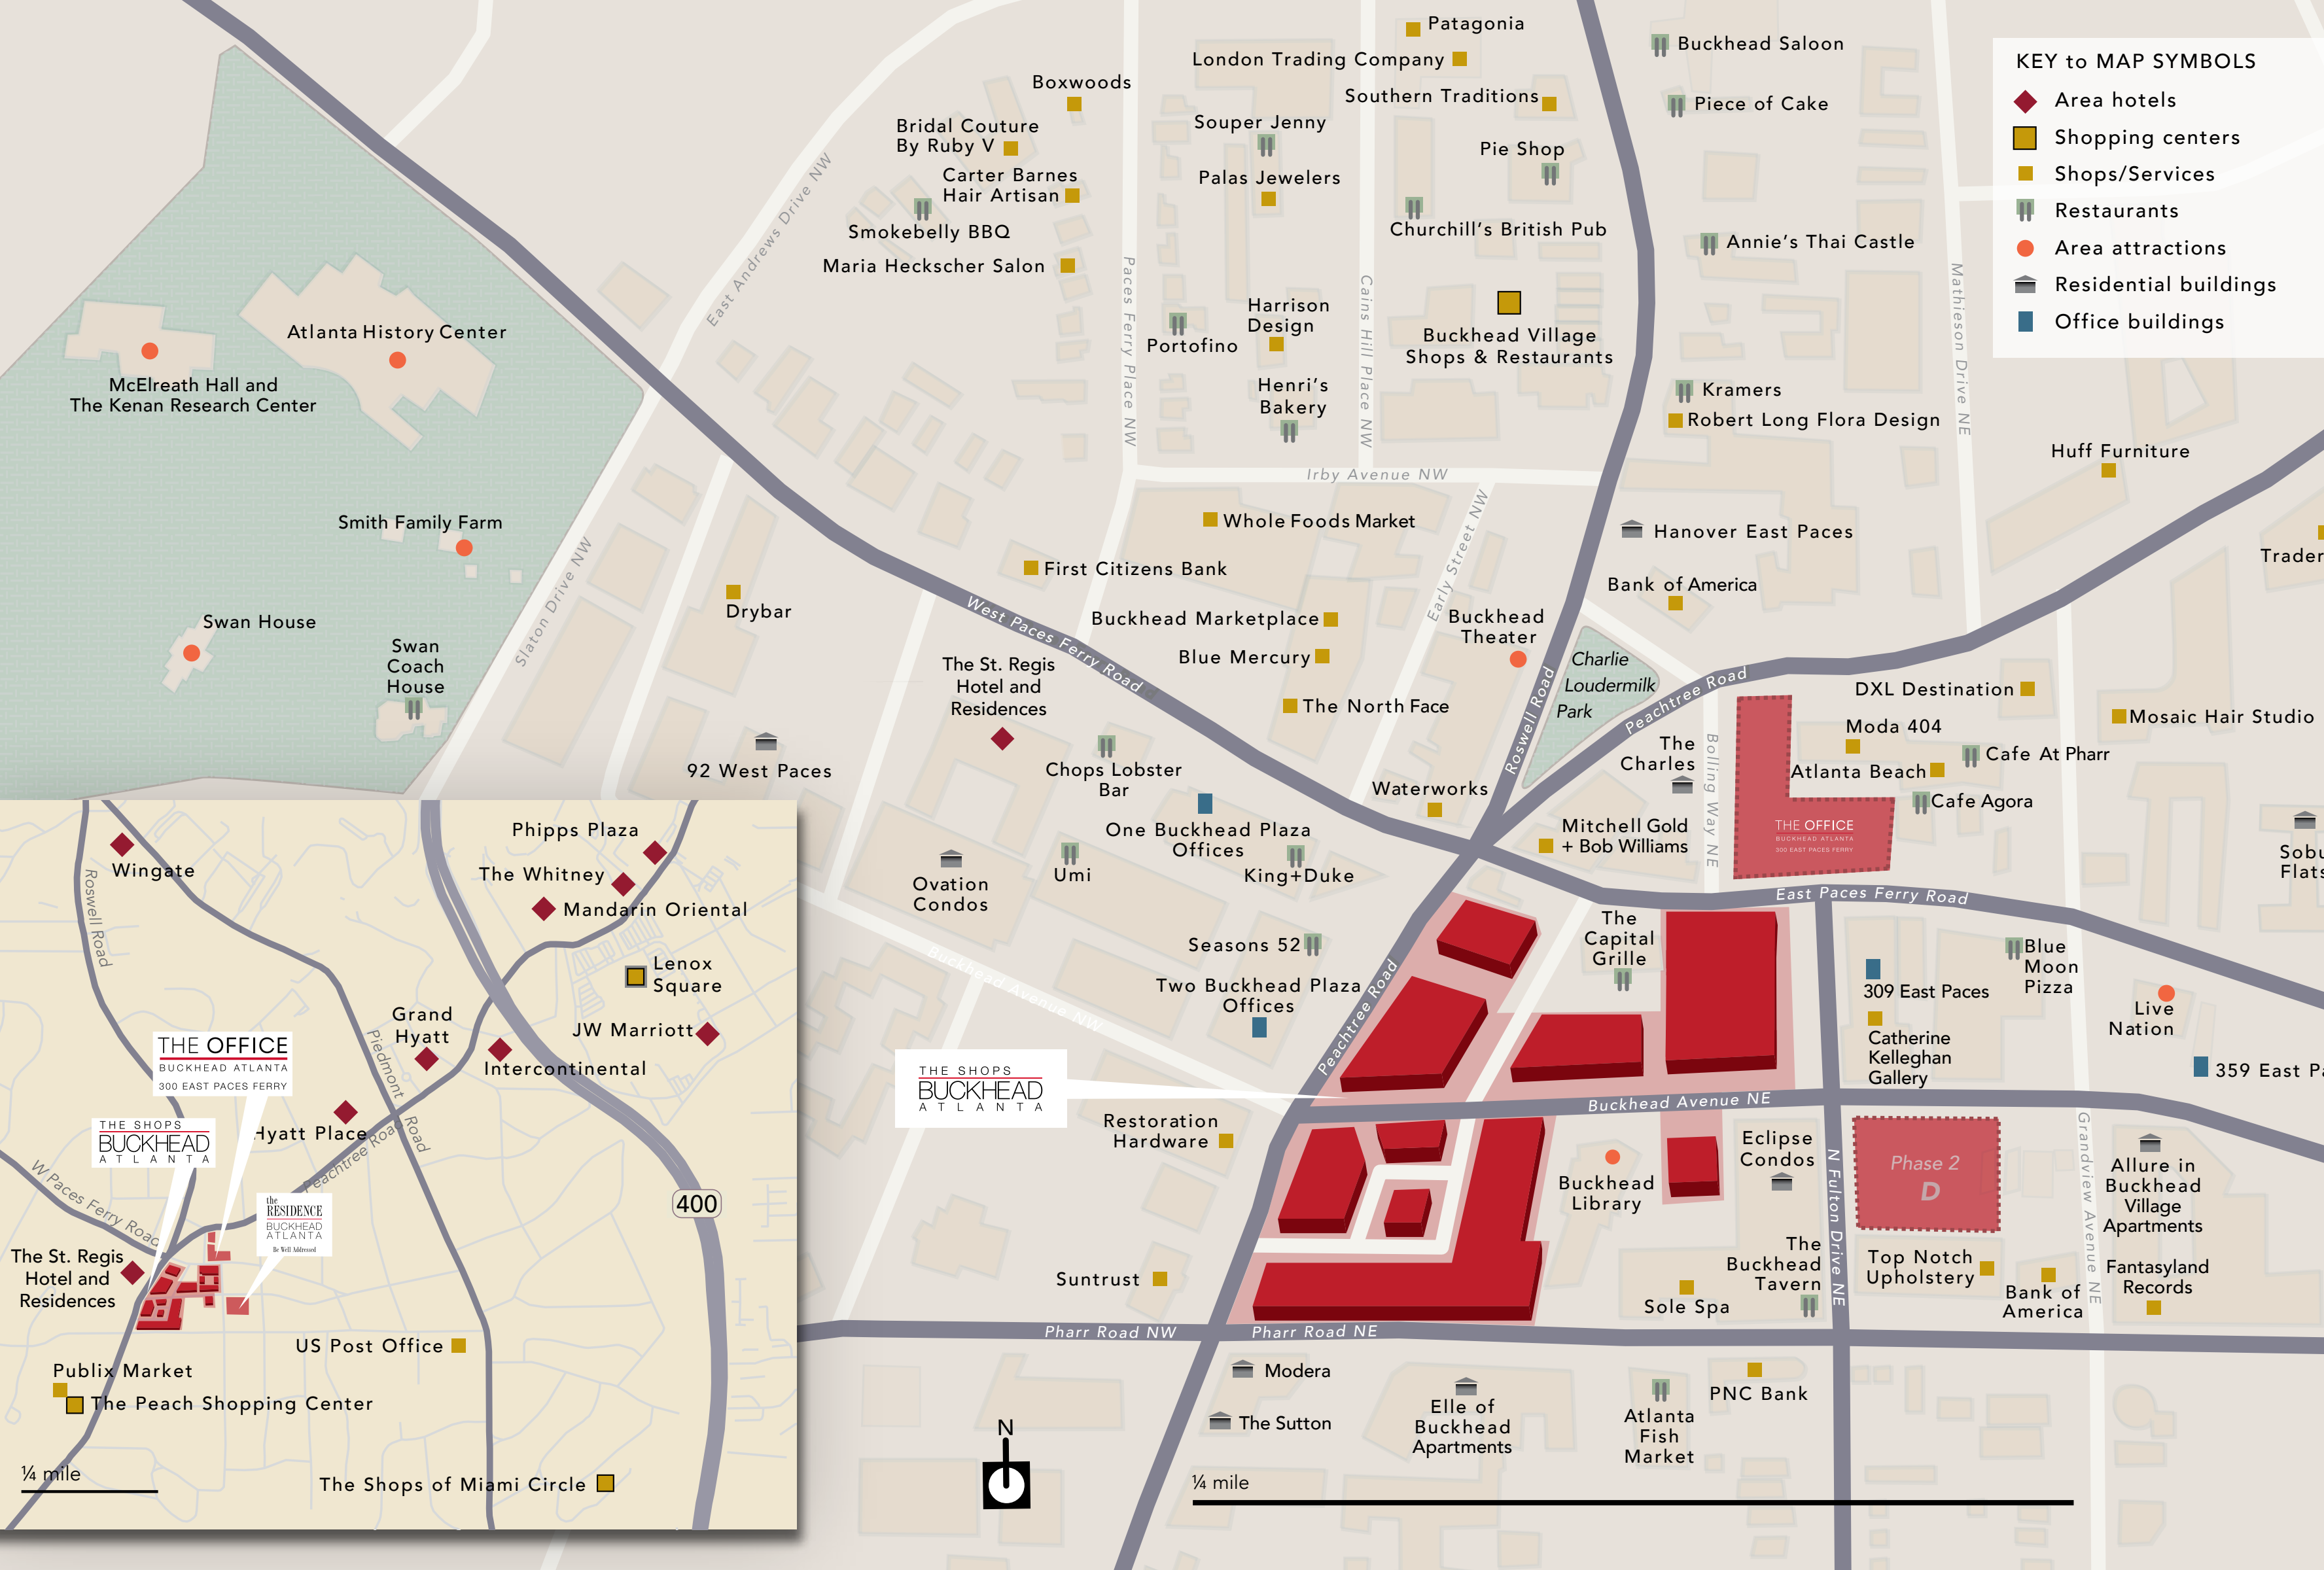 KEY to MAP SYMBOLS
Area hotels
Shopping centers
Shops/Services
Restaurants
Area attractions
Residential buildings
Office buildings
Patagonia
London Trading Company
Southern Traditions
Boxwoods
Bridal Couture
By Ruby V
Carter Barnes
Hair Artisan
Smokebelly BBQ
Maria Heckscher Salon
Souper Jenny
Palas Jewelers
Pie Shop
Churchill's British Pub
Buckhead Saloon
Piece of Cake
Annie's Thai Castle
Harrison
Design
Portofino
Henri's
Bakery
Buckhead Village
Shops & Restaurants
Kramers
Robert Long Flora Design
Huff Furniture
East Andrews Drive NW
Paces Ferry Place NW
Cains Hill Place NW
Mathieson Drive NE
Irby Avenue NW
Atlanta History Center
McElreath Hall and
The Kenan Research Center
Smith Family Farm
Swan House
Swan
Coach
House
Slaton Drive NW
Drybar
92 West Paces
First Citizens Bank
Whole Foods Market
Buckhead Marketplace
Blue Mercury
The North Face
Early Street NW
West Paces Ferry Road
Buckhead
Theater
Roswell Road
Charlie
Loudermilk
Park
Peachtree Road
Hanover East Paces
Bank of America
Trader
The St. Regis
Hotel and
Residences
Chops Lobster
Bar
One Buckhead Plaza
Offices
Ovation
Condos
Umi
King+Duke
Waterworks
Mitchell Gold
+ Bob Williams
The
Charles
Bolling Way NE
THE OFFICE
BUCKHEAD ATLANTA
300 EAST PACES FERRY
DXL Destination
Moda 404
Atlanta Beach
Cafe At Pharr
Cafe Agora
Mosaic Hair Studio
Sobu
Flats
East Paces Ferry Road
Seasons 52
Two Buckhead Plaza
Offices
Buckhead Avenue NW
Peachtree Road
The
Capital
Grille
309 East Paces
Catherine
Kelleghan
Gallery
Blue
Moon
Pizza
Live
Nation
359 East Pa
THE SHOPS
BUCKHEAD
ATLANTA
Buckhead Avenue NE
Restoration
Hardware
Suntrust
Buckhead
Library
Eclipse
Condos
N Fulton Drive NE
Phase 2
D
Grandview Avenue NE
Allure in
Buckhead
Village
Apartments
The
Buckhead
Tavern
Sole Spa
Top Notch
Upholstery
Bank of
America
Fantasyland
Records
Pharr Road NW
Pharr Road NE
Modera
The Sutton
Elle of
Buckhead
Apartments
Atlanta
Fish
Market
PNC Bank
N
¼ mile
Phipps Plaza
Wingate
The Whitney
Mandarin Oriental
Roswell Road
Lenox
Square
Grand
Hyatt
JW Marriott
Intercontinental
Piedmont Road
THE OFFICE
BUCKHEAD ATLANTA
300 EAST PACES FERRY
THE SHOPS
BUCKHEAD
ATLANTA
Hyatt Place
Peachtree Road
W Paces Ferry Road
400
the
RESIDENCE
BUCKHEAD
ATLANTA
Be Well Addressed
The St. Regis
Hotel and
Residences
US Post Office
Publix Market
The Peach Shopping Center
The Shops of Miami Circle
¼ mile